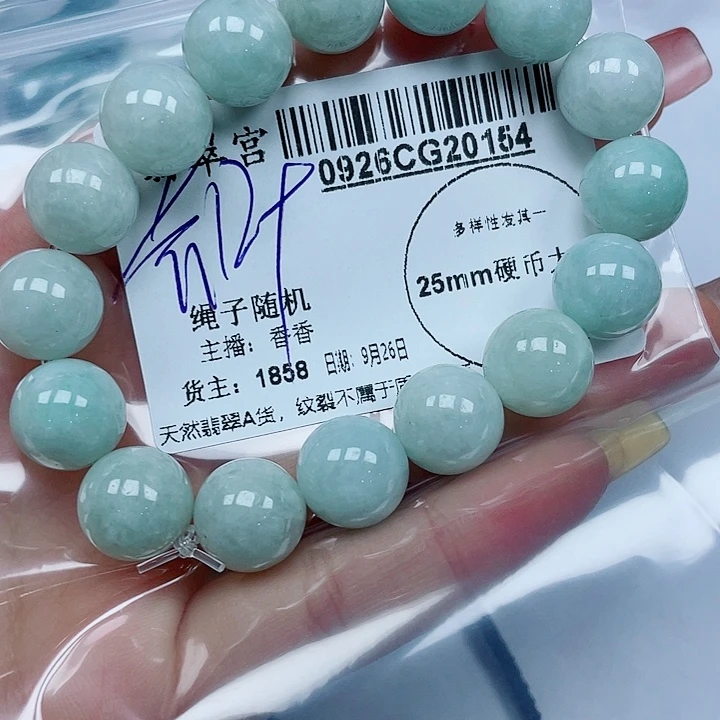 翠宫
0926CG20154
多样性发其一
25mm硬币大
绳子随机
主播：香香
货主：1858 日期：9月26日
天然翡翠A货，纹裂不属于质